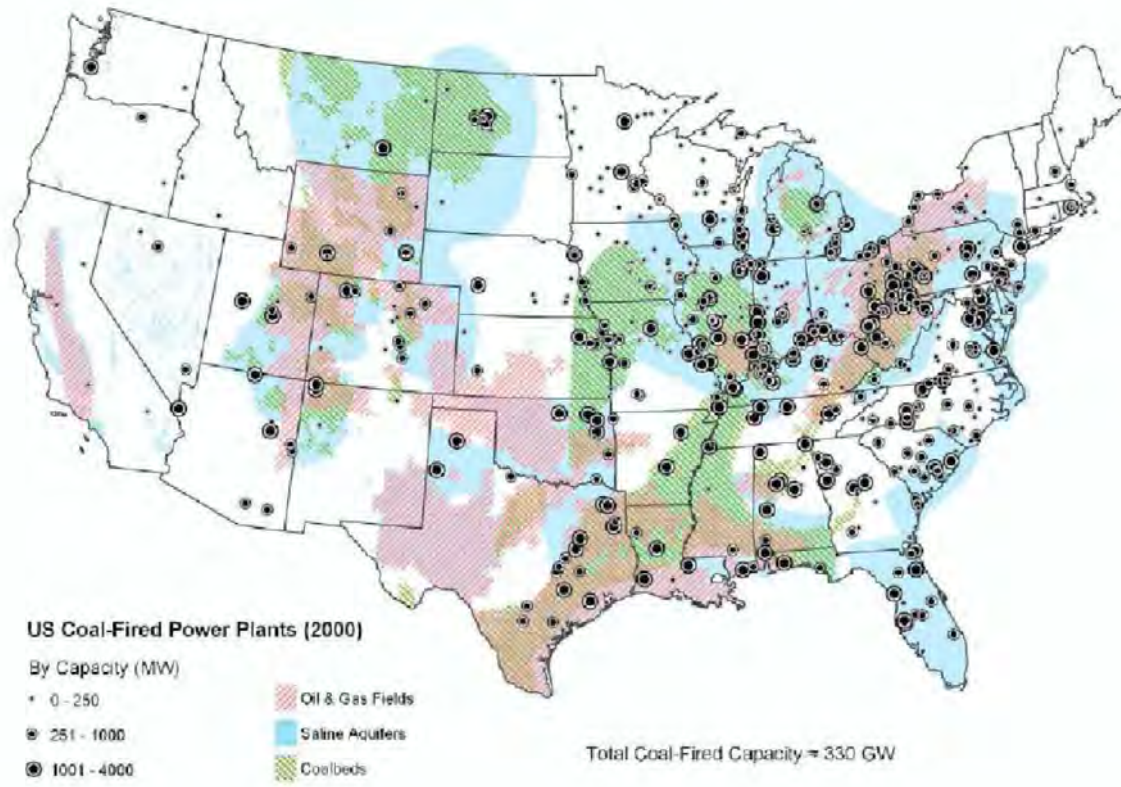 US Coal-Fired Power Plants (2000)
By Capacity (MW)
0 - 250
251 - 1000
1001 - 4000
Oil & Gas Fields
Saline Aquifers
Coalbeds
Total Coal-Fired Capacity = 330 GW